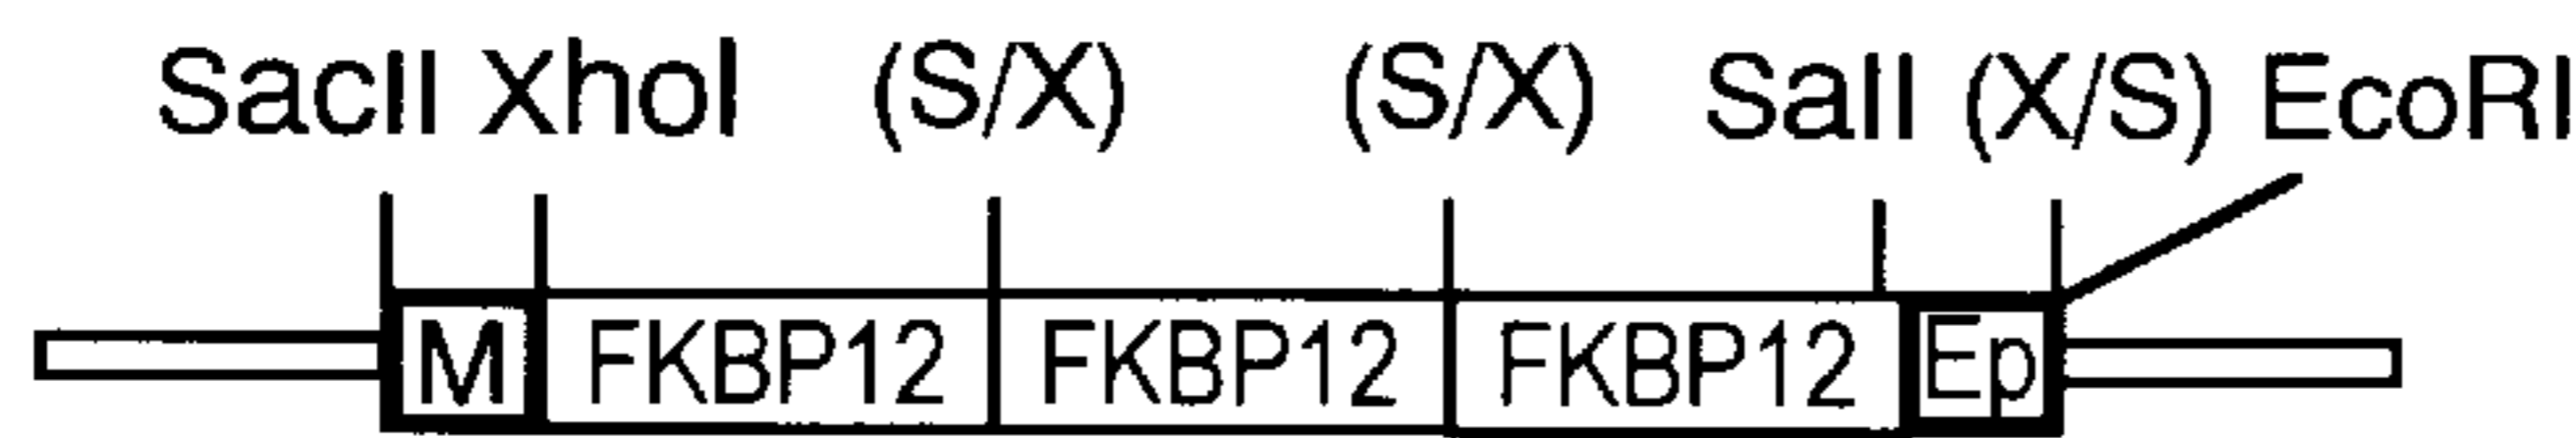 SacII XhoI (S/X) (S/X) SalI (X/S) EcoRI
M FKBP12 FKBP12 FKBP12 Ep